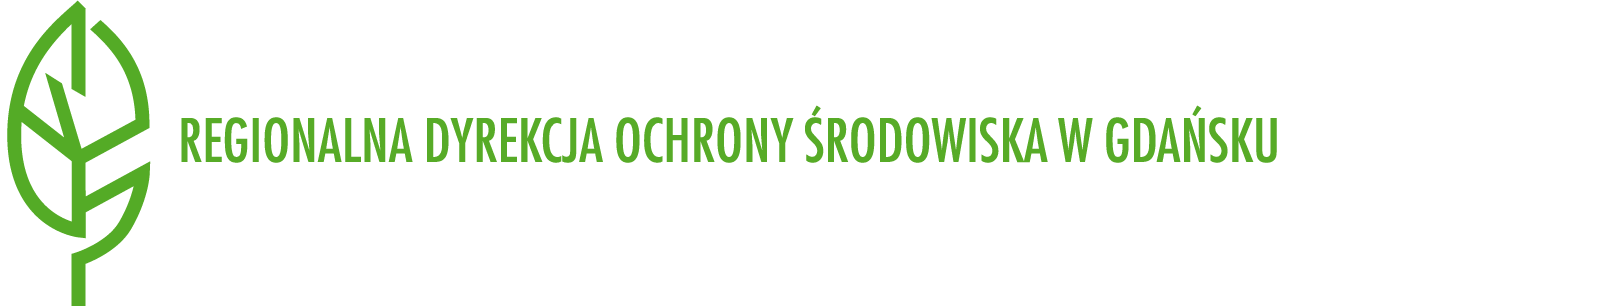 REGIONALNA DYREKCJA OCHRONY ŚRODOWISKA W GDAŃSKU